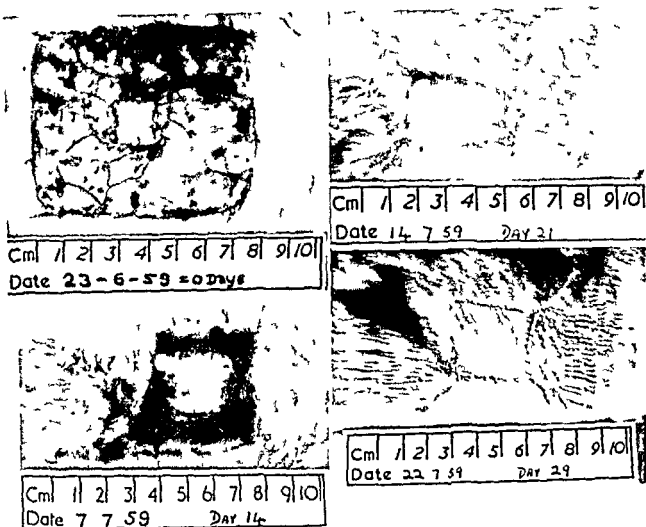 Cm 1 2 3 4 5 6 7 8 9 10
Date 23-6-59 = 0 Days
Cm 1 2 3 4 5 6 7 8 9 10
Date 7 7 59 DAY 14
Cm 1 2 3 4 5 6 7 8 9 10
Date 14 7 59 DAY 21
Cm 1 2 3 4 5 6 7 8 9 10
Date 22 7 59 DAY 29